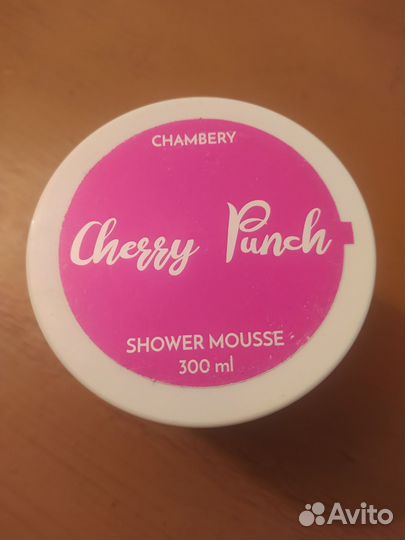 CHAMBERY
Cherry Punch
SHOWER MOUSSE
300 ml
Avito